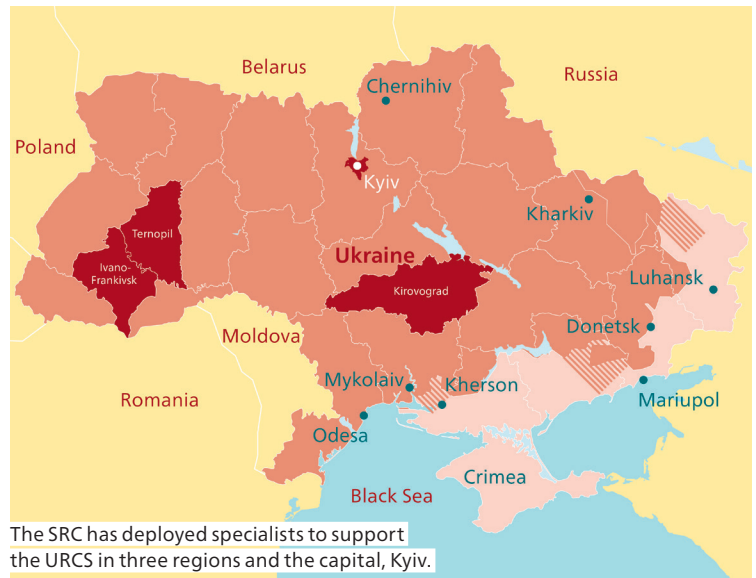 Belarus
Russia
Chernihiv
Poland
Kyiv
Kharkiv
Ternopil
Ukraine
Ivano-
Frankivsk
Luhansk
Kirovograd
Donetsk
Moldova
Mykolaiv
Kherson
Romania
Mariupol
Odesa
Crimea
Black Sea
The SRC has deployed specialists to support
the URCS in three regions and the capital, Kyiv.